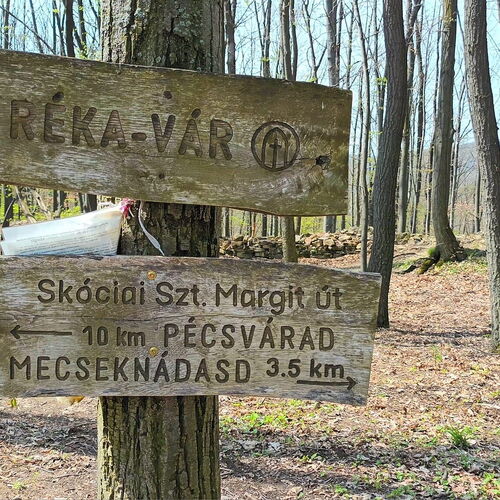 RÉKA-VÁR
Skóciai Szt. Margit út
← 10 km PÉCSVÁRAD
MECSEKNÁDASD 3.5 km →